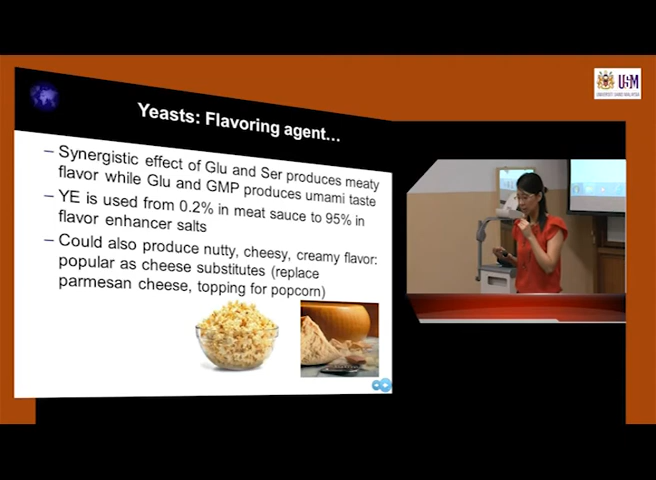 USM
Yeasts: Flavoring agent…
– Synergistic effect of Glu and Ser produces meaty
flavor while Glu and GMP produces umami taste
– YE is used from 0.2% in meat sauce to 95% in
flavor enhancer salts
– Could also produce nutty, cheesy, creamy flavor:
popular as cheese substitutes (replace
parmesan cheese, topping for popcorn)